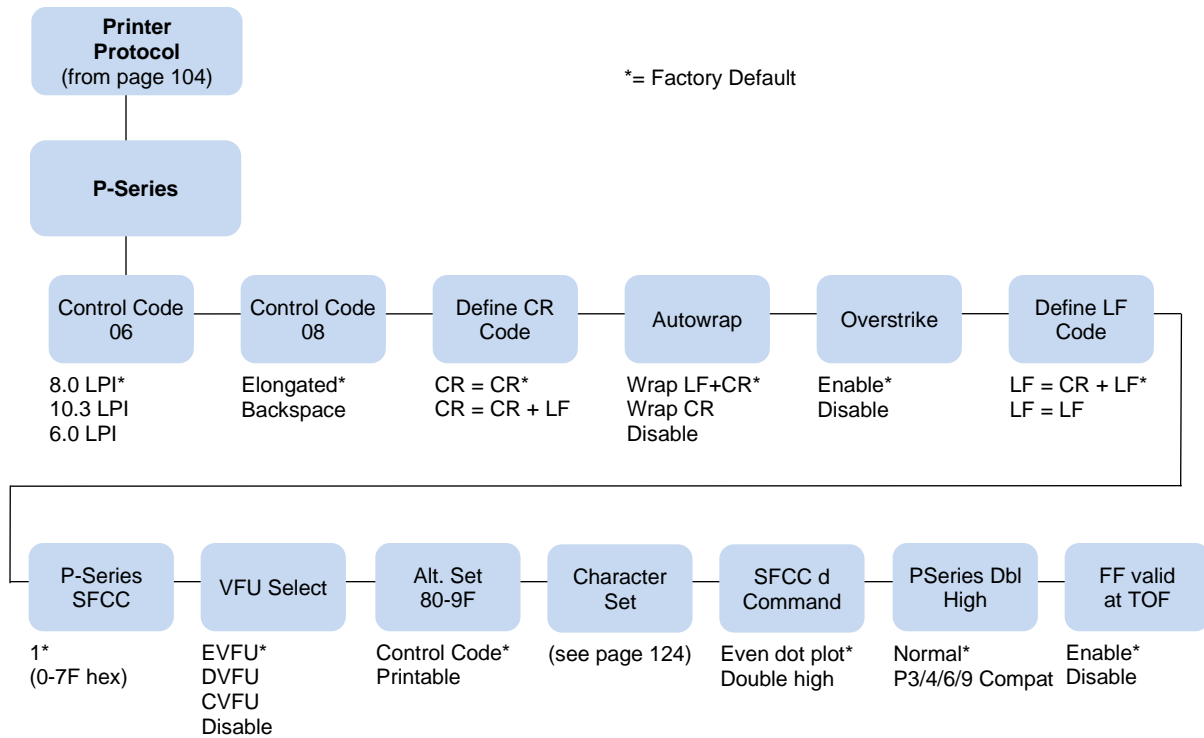 Printer
Protocol
(from page 104)
*= Factory Default
P-Series
Control Code
06
8.0 LPI*
10.3 LPI
6.0 LPI
Control Code
08
Elongated*
Backspace
Define CR
Code
CR = CR*
CR = CR + LF
Autowrap
Wrap LF+CR*
Wrap CR
Disable
Overstrike
Enable*
Disable
Define LF
Code
LF = CR + LF*
LF = LF
P-Series
SFCC
1*
(0-7F hex)
VFU Select
EVFU*
DVFU
CVFU
Disable
Alt. Set
80-9F
Control Code*
Printable
Character
Set
(see page 124)
SFCC d
Command
Even dot plot*
Double high
PSeries Dbl
High
Normal*
P3/4/6/9 Compat
FF valid
at TOF
Enable*
Disable